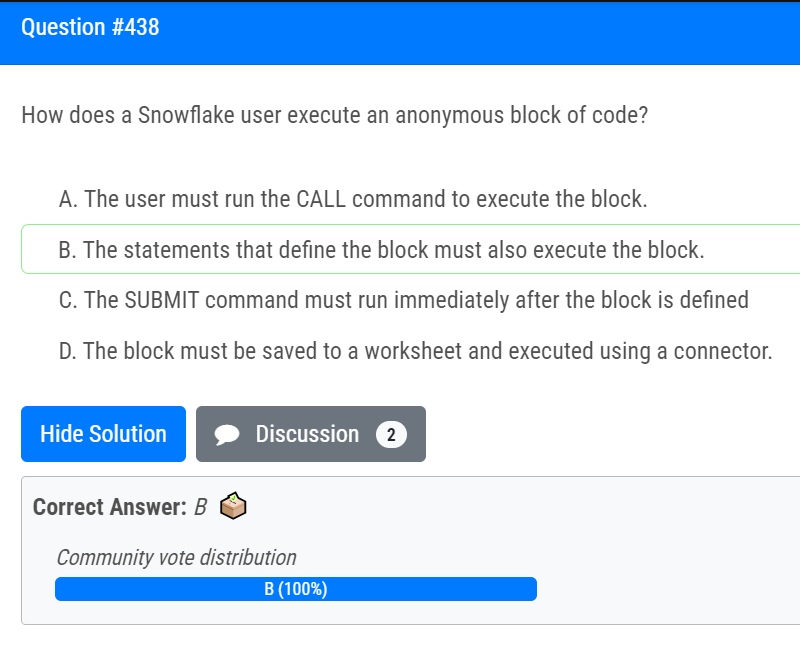 Question #438
How does a Snowflake user execute an anonymous block of code?
A. The user must run the CALL command to execute the block.
B. The statements that define the block must also execute the block.
C. The SUBMIT command must run immediately after the block is defined
D. The block must be saved to a worksheet and executed using a connector.
Hide Solution
Discussion 2
Correct Answer: B
Community vote distribution
B (100%)